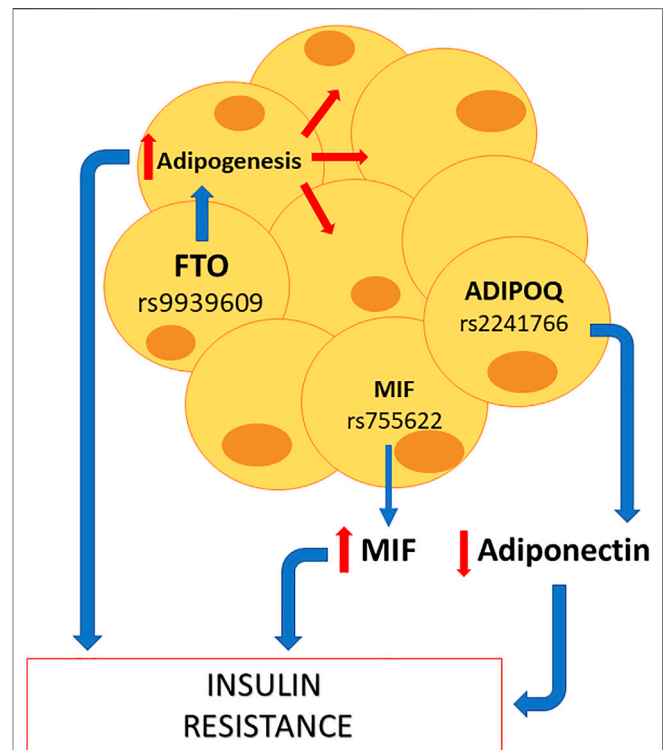 Adipogenesis
FTO
rs9939609
ADIPOQ
rs2241766
MIF
rs755622
MIF
Adiponectin
INSULIN
RESISTANCE